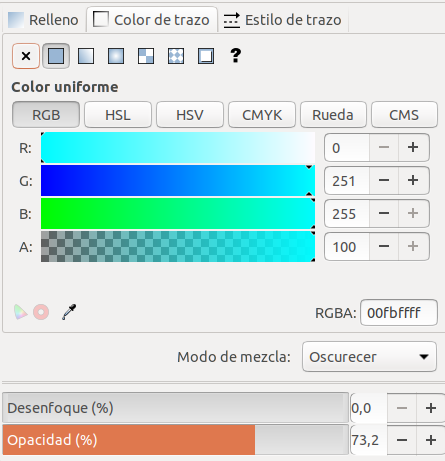 Relleno Color de trazo Estilo de trazo
?
Color uniforme
RGB HSL HSV CMYK Rueda CMS
R: 0 − +
G: 251 − +
B: 255 − +
A: 100 − +
RGBA: 00fbffff
Modo de mezcla: Oscurecer
Desenfoque (%) 0,0 − +
Opacidad (%) 73,2 − +